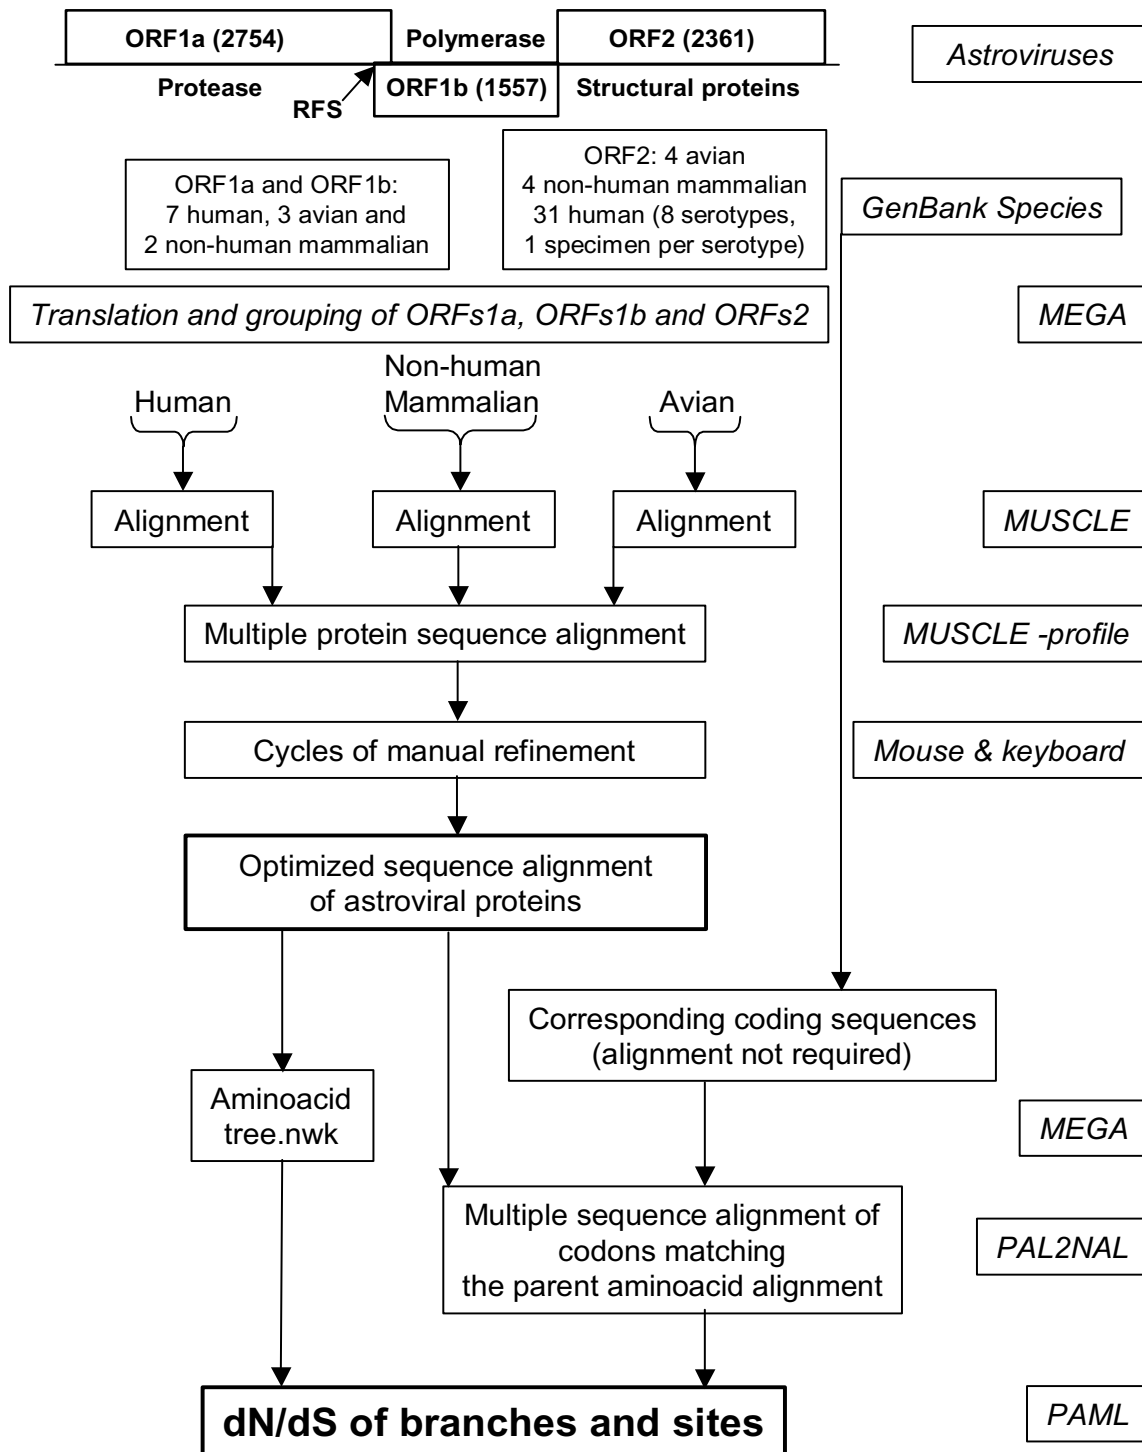 ORF1a (2754)
Polymerase
ORF2 (2361)
Astroviruses
Protease
ORF1b (1557)
Structural proteins
RFS
ORF1a and ORF1b:
7 human, 3 avian and
2 non-human mammalian
ORF2: 4 avian
4 non-human mammalian
31 human (8 serotypes,
1 specimen per serotype)
GenBank Species
Translation and grouping of ORFs1a, ORFs1b and ORFs2
MEGA
Human
Non-human
Mammalian
Avian
Alignment
Alignment
Alignment
MUSCLE
Multiple protein sequence alignment
MUSCLE -profile
Cycles of manual refinement
Mouse & keyboard
Optimized sequence alignment
of astroviral proteins
Corresponding coding sequences
(alignment not required)
Aminoacid
tree.nwk
MEGA
Multiple sequence alignment of
codons matching
the parent aminoacid alignment
PAL2NAL
dN/dS of branches and sites
PAML